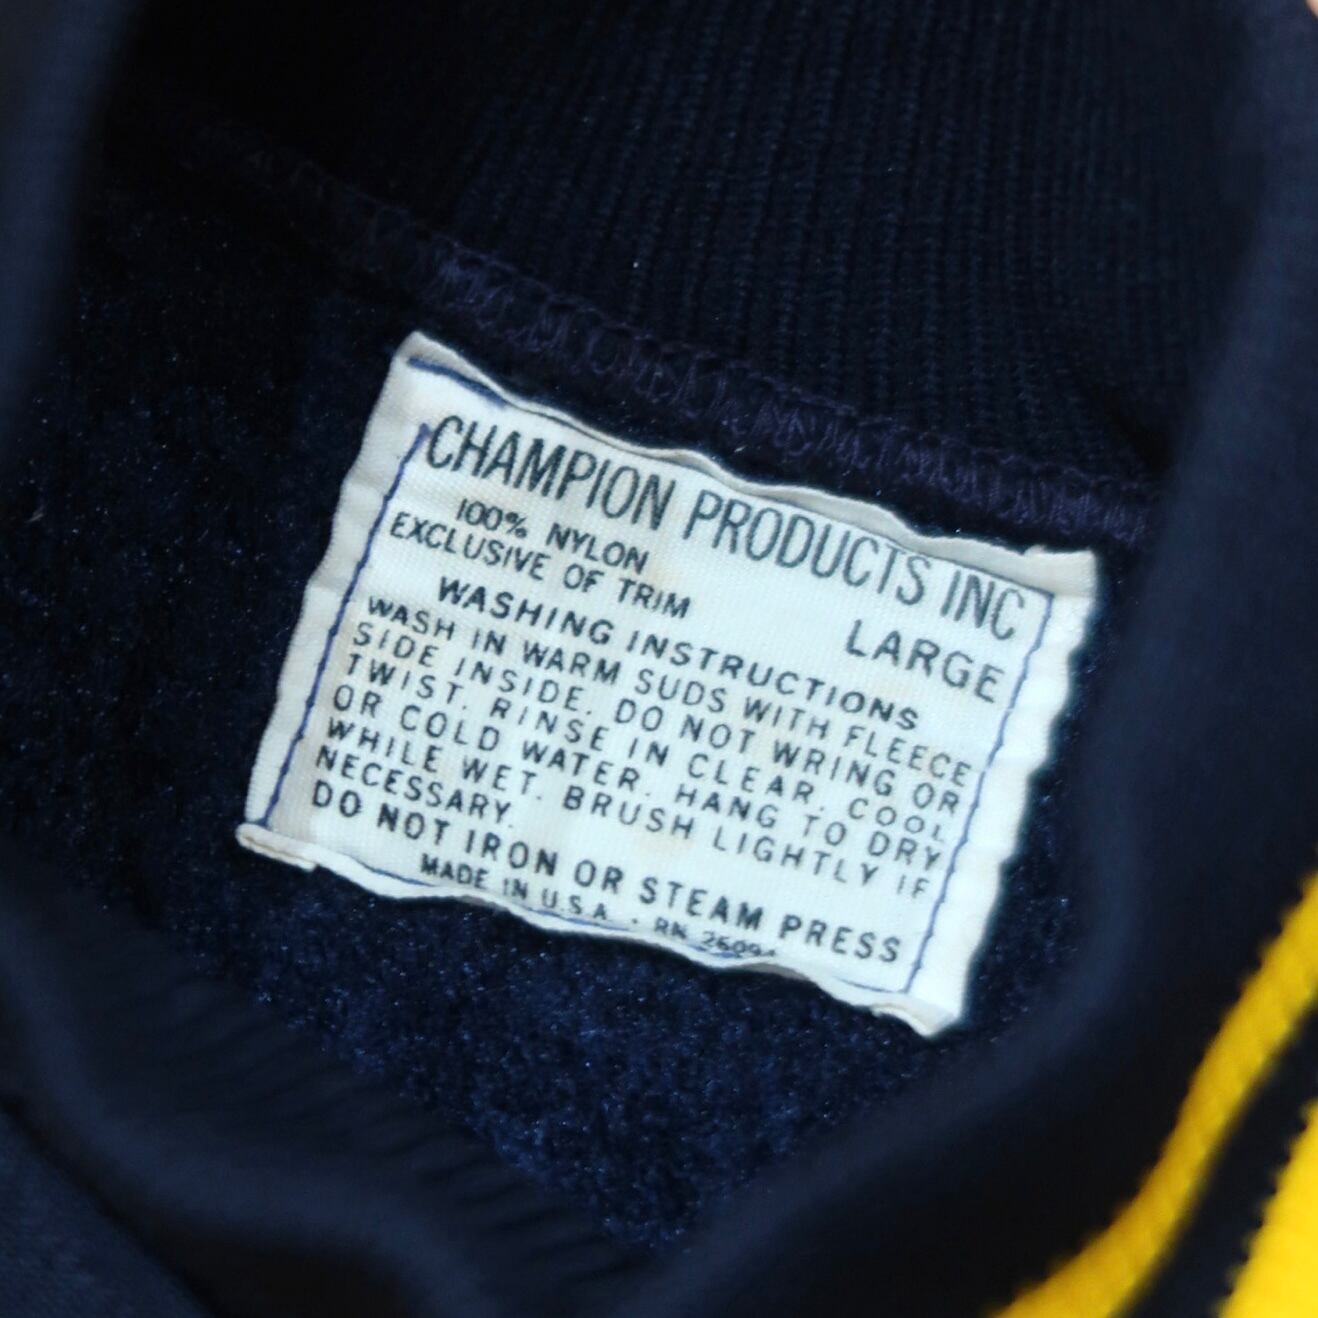 CHAMPION PRODUCTS INC
100% NYLON
EXCLUSIVE OF TRIM
LARGE
WASHING INSTRUCTIONS
WASH IN WARM SUDS WITH FLEECE
SIDE INSIDE. DO NOT WRING OR
TWIST. RINSE IN CLEAR, COOL
OR COLD WATER. HANG TO DRY
WHILE WET. BRUSH LIGHTLY IF
NECESSARY.
DO NOT IRON OR STEAM PRESS
MADE IN U.S.A. · RN